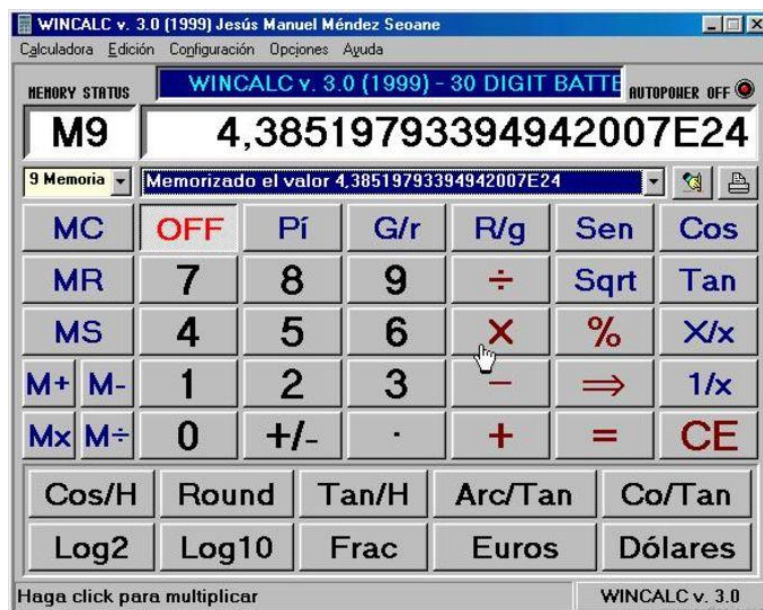 WINCALC v. 3.0 (1999) Jesús Manuel Méndez Seoane
Calculadora Edición Configuración Opciones Ayuda
MEMORY STATUS WINCALC v. 3.0 (1999) - 30 DIGIT BATTE AUTOPOWER OFF
M9 4,38519793394942007E24
9 Memoria Memorizado el valor 4,38519793394942007E24
MC OFF Pí G/r R/g Sen Cos
MR 7 8 9 ÷ Sqrt Tan
MS 4 5 6 X % X/x
M+ M- 1 2 3 − ⇒ 1/x
Mx M÷ 0 +/- · + = CE
Cos/H Round Tan/H Arc/Tan Co/Tan
Log2 Log10 Frac Euros Dólares
Haga click para multiplicar WINCALC v. 3.0